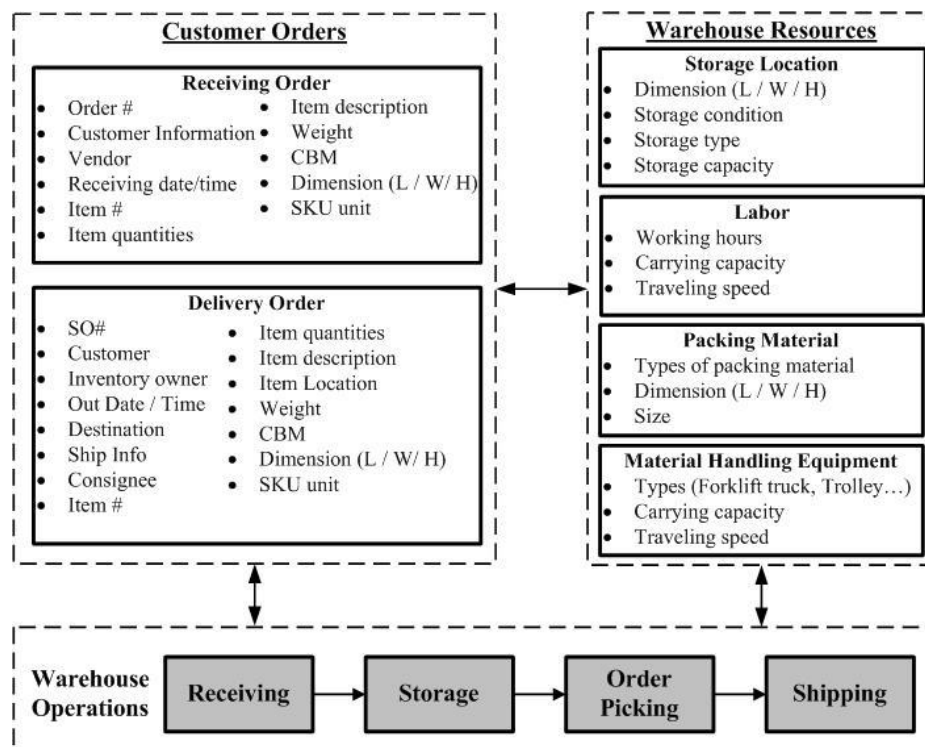 Customer Orders
Receiving Order
• Order #
• Customer Information
• Vendor
• Receiving date/time
• Item #
• Item quantities
• Item description
• Weight
• CBM
• Dimension (L / W/ H)
• SKU unit
Delivery Order
• SO#
• Customer
• Inventory owner
• Out Date / Time
• Destination
• Ship Info
• Consignee
• Item #
• Item quantities
• Item description
• Item Location
• Weight
• CBM
• Dimension (L / W/ H)
• SKU unit
Warehouse Resources
Storage Location
• Dimension (L / W / H)
• Storage condition
• Storage type
• Storage capacity
Labor
• Working hours
• Carrying capacity
• Traveling speed
Packing Material
• Types of packing material
• Dimension (L / W / H)
• Size
Material Handling Equipment
• Types (Forklift truck, Trolley…)
• Carrying capacity
• Traveling speed
Warehouse
Operations
Receiving
Storage
Order
Picking
Shipping